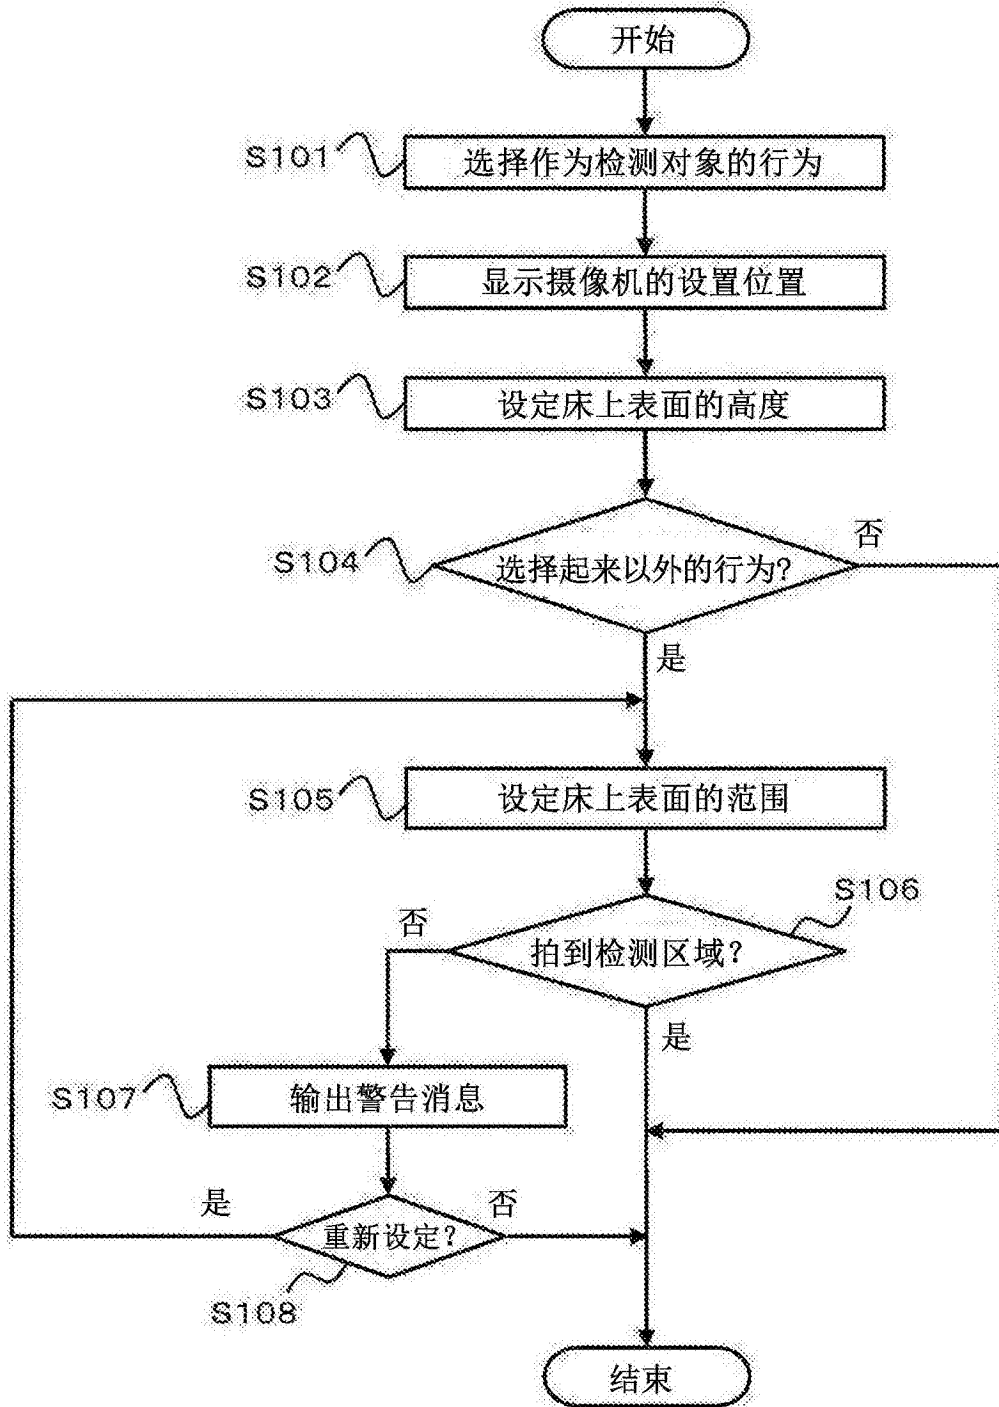 开始
S101
选择作为检测对象的行为
S102
显示摄像机的设置位置
S103
设定床上表面的高度
S104
选择起来以外的行为?
否
是
S105
设定床上表面的范围
S106
拍到检测区域?
否
是
S107
输出警告消息
是
重新设定?
否
S108
结束